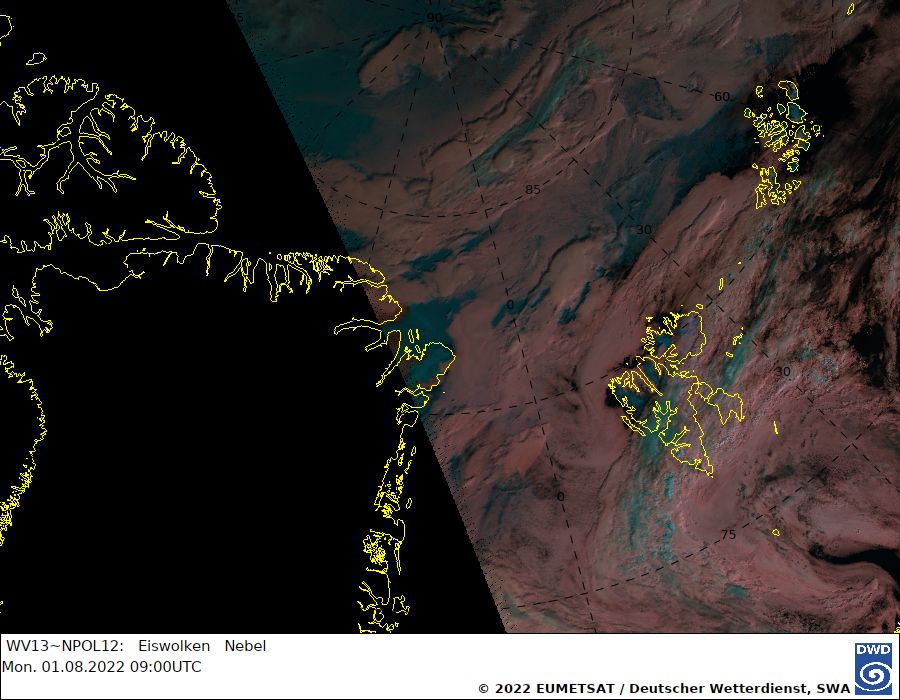 90
60
85
30
0
30
0
75
WV13~NPOL12: Eiswolken Nebel
Mon. 01.08.2022 09:00UTC
DWD
© 2022 EUMETSAT / Deutscher Wetterdienst, SWA